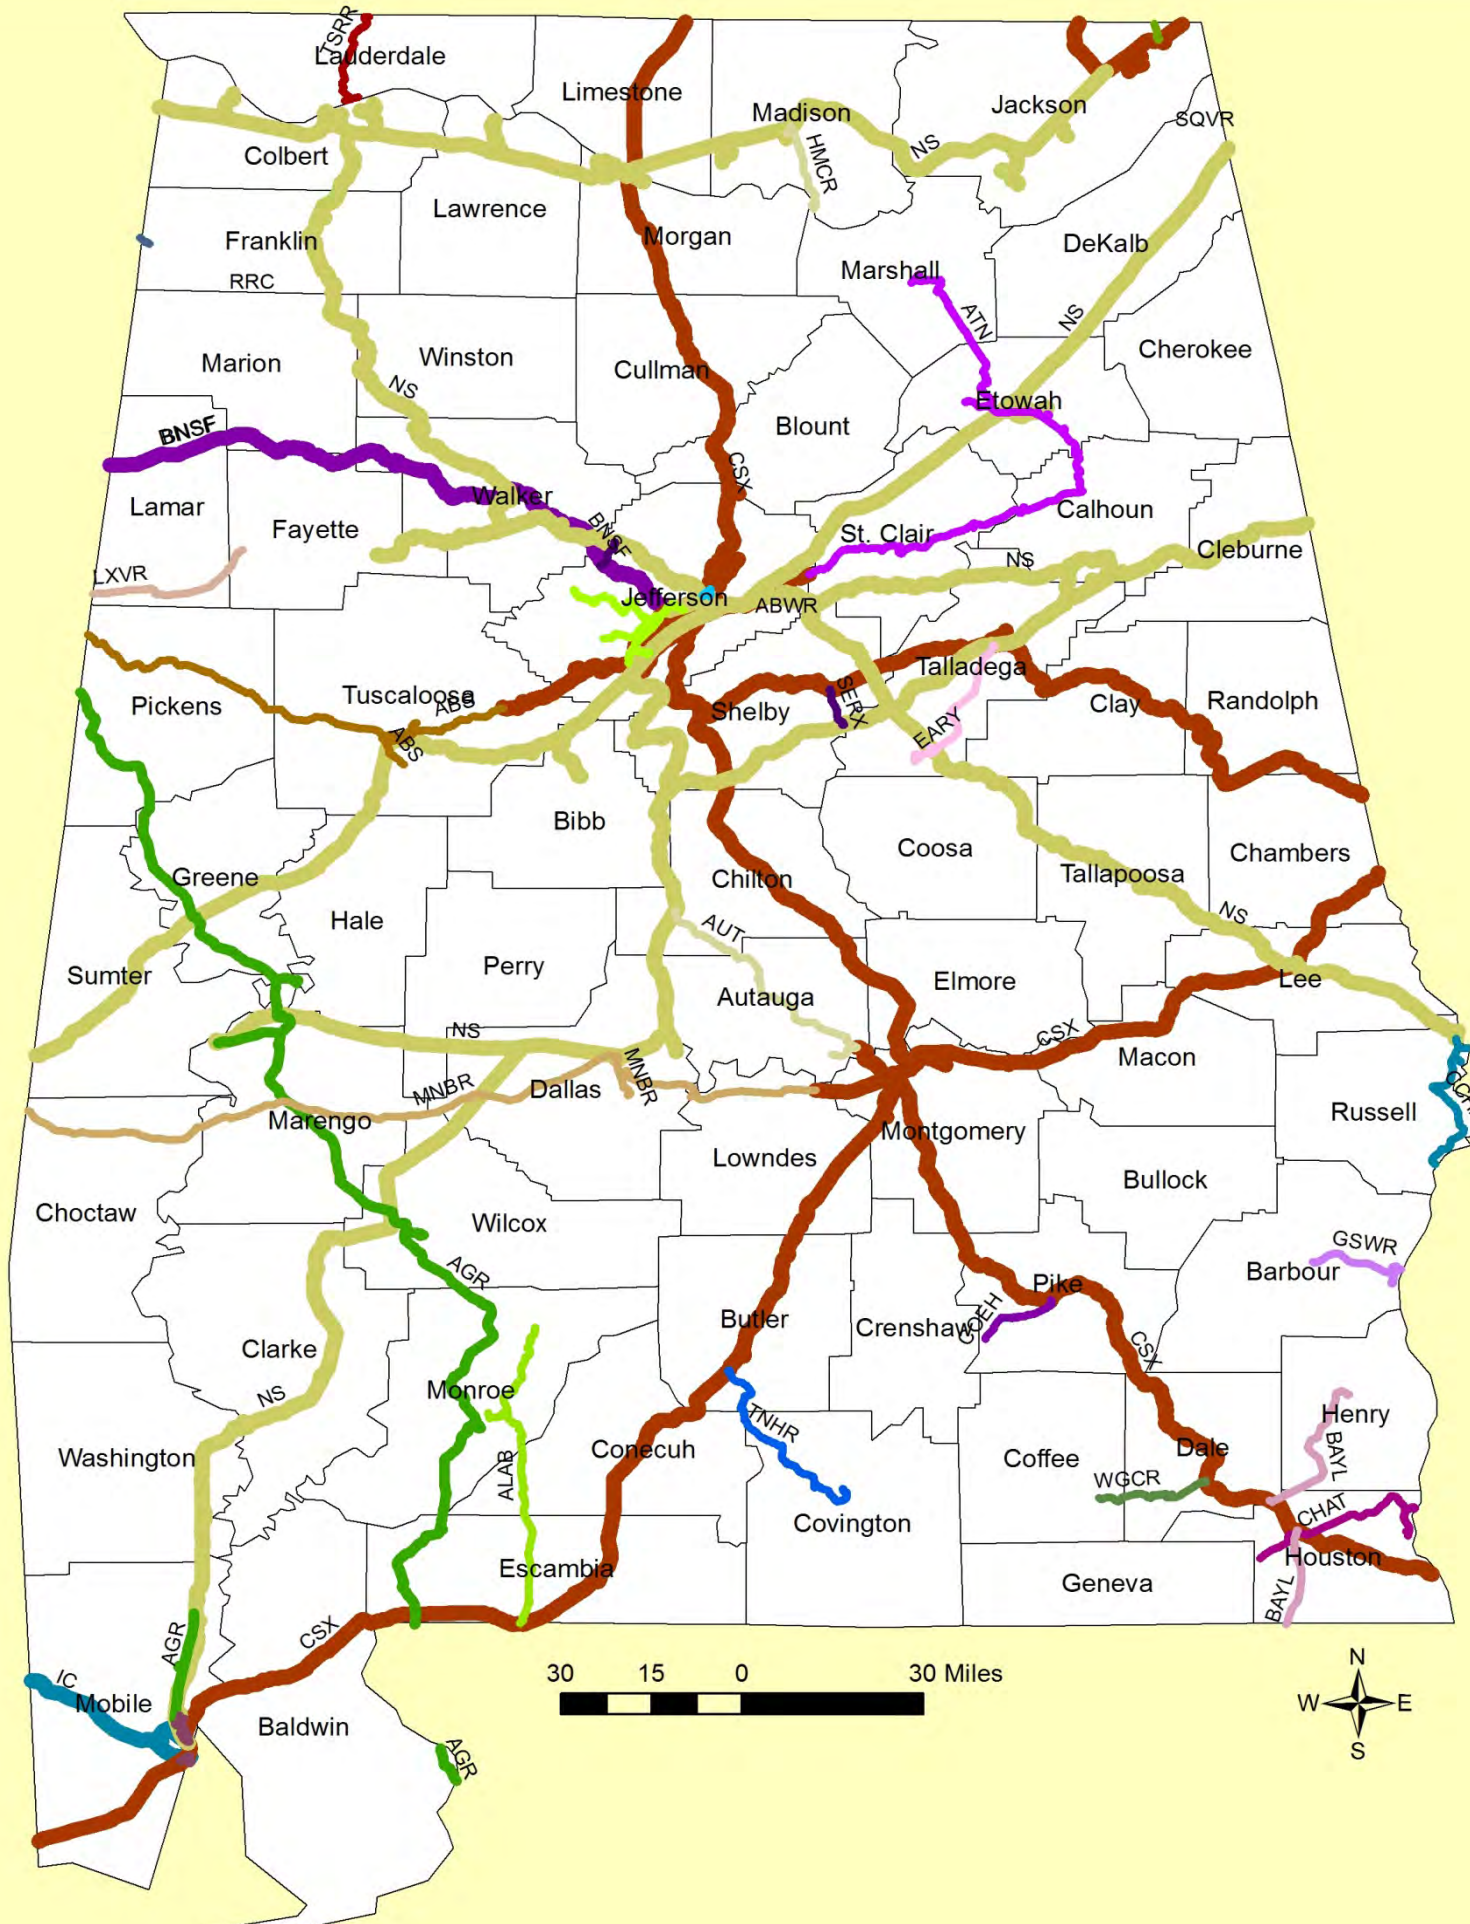 TSRR
Lauderdale
Limestone
Madison
Jackson
SQVR
Colbert
HMCR
NS
Lawrence
Franklin
Morgan
DeKalb
RRC
Marshall
ATN
NS
Marion
Winston
Cullman
Cherokee
NS
Etowah
Blount
BNSF
CSX
Lamar
Walker
Calhoun
Fayette
BNSF
St. Clair
Cleburne
NS
LXVR
Jefferson
ABWR
Talladega
Tuscaloosa
ABS
Pickens
SERX
Shelby
Clay
Randolph
ABS
EARY
Bibb
Coosa
Chambers
Greene
Chilton
Tallapoosa
Hale
AUT
NS
Perry
Sumter
Autauga
Elmore
Lee
NS
CSX
Macon
MNBR
MNBR
Dallas
Marengo
Russell
Montgomery
Lowndes
Bullock
Choctaw
Wilcox
GSWR
AGR
Barbour
Pike
Butler
Crenshaw
Clarke
CSX
NS
Monroe
TNHR
Henry
Conecuh
Dale
Washington
Coffee
BAYL
ALAB
WGCR
CHAT
Covington
Escambia
Houston
Geneva
BAYL
CSX
AGR
IC
30 15 0 30 Miles
N
Mobile
W E
Baldwin
S
AGR